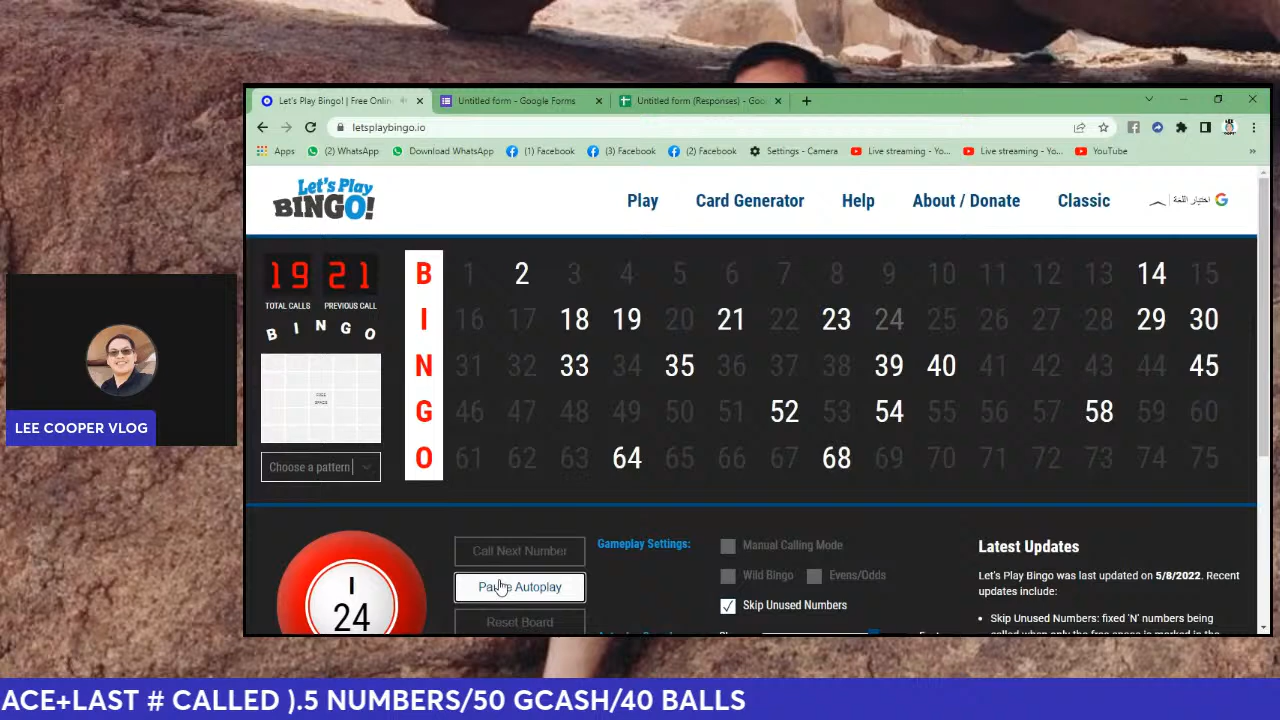 Let's Play Bingo! | Free Onlin
Untitled form - Google Forms
Untitled form (Responses) - Goo
letsplaybingo.io
Apps
(2) WhatsApp
Download WhatsApp
(1) Facebook
(3) Facebook
(2) Facebook
Settings - Camera
Live streaming - Yo...
Live streaming - Yo...
YouTube
Let's Play
BINGO!
Play
Card Generator
Help
About / Donate
Classic
اختيار اللغة
19 21
TOTAL CALLS PREVIOUS CALL
B I N G O
FREE
SPACE
Choose a pattern
B 1 2 3 4 5 6 7 8 9 10 11 12 13 14 15
I 16 17 18 19 20 21 22 23 24 25 26 27 28 29 30
N 31 32 33 34 35 36 37 38 39 40 41 42 43 44 45
G 46 47 48 49 50 51 52 53 54 55 56 57 58 59 60
O 61 62 63 64 65 66 67 68 69 70 71 72 73 74 75
I
24
Call Next Number
Pause Autoplay
Reset Board
Gameplay Settings:
Manual Calling Mode
Wild Bingo
Evens/Odds
Skip Unused Numbers
Latest Updates
Let's Play Bingo was last updated on 5/8/2022. Recent
updates include:
Skip Unused Numbers: fixed 'N' numbers being
LEE COOPER VLOG
ACE+LAST # CALLED ).5 NUMBERS/50 GCASH/40 BALLS